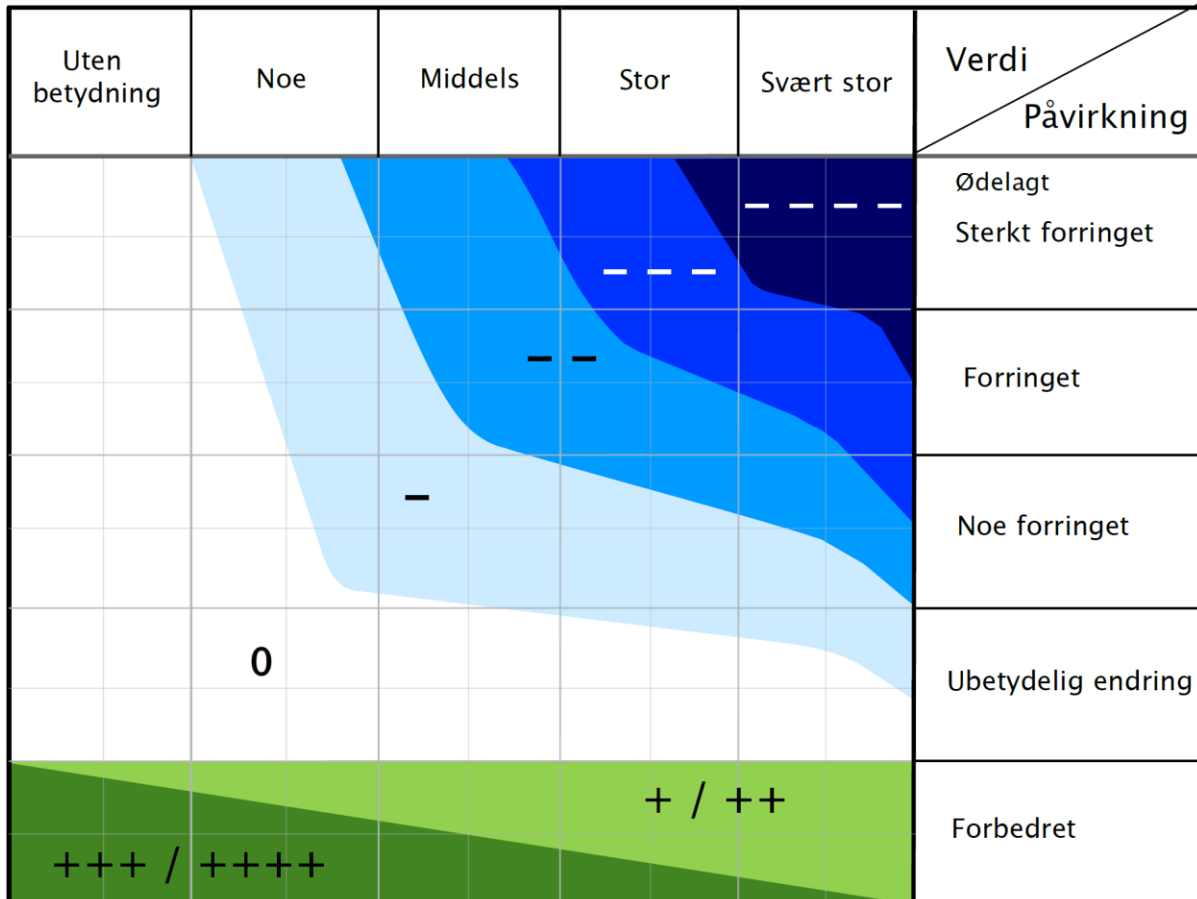 Uten
betydning
Noe
Middels
Stor
Svært stor
Verdi
Påvirkning
Ødelagt
Sterkt forringet
– – – –
– – –
– –
Forringet
–
Noe forringet
0
Ubetydelig endring
+ / ++
Forbedret
+++ / ++++